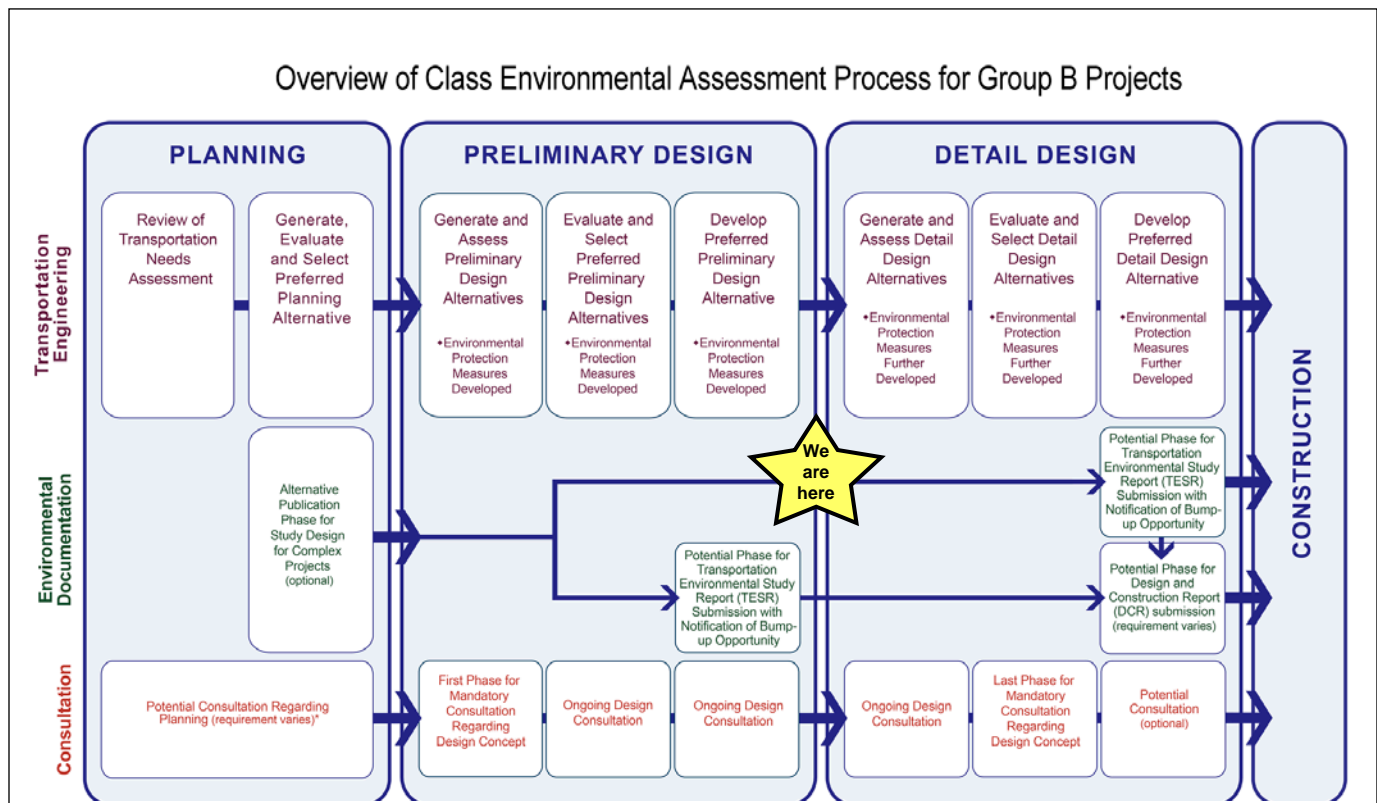 Overview of Class Environmental Assessment Process for Group B Projects
PLANNING
PRELIMINARY DESIGN
DETAIL DESIGN
CONSTRUCTION
Transportation
Engineering
Review of
Transportation
Needs
Assessment
Generate,
Evaluate
and Select
Preferred
Planning
Alternative
Generate and
Assess
Preliminary
Design
Alternatives
⬥Environmental
Protection
Measures
Developed
Evaluate and
Select
Preferred
Preliminary
Design
Alternatives
⬥Environmental
Protection
Measures
Developed
Develop
Preferred
Preliminary
Design
Alternative
⬥Environmental
Protection
Measures
Developed
Generate and
Assess Detail
Design
Alternatives
⬥Environmental
Protection
Measures
Further
Developed
Evaluate and
Select Detail
Design
Alternatives
⬥Environmental
Protection
Measures
Further
Developed
Develop
Preferred
Detail Design
Alternative
⬥Environmental
Protection
Measures
Further
Developed
Environmental
Documentation
Alternative
Publication
Phase for
Study Design
for Complex
Projects
(optional)
Potential Phase for
Transportation
Environmental Study
Report (TESR)
Submission with
Notification of Bump-
up Opportunity
We
are
here
Potential Phase for
Transportation
Environmental Study
Report (TESR)
Submission with
Notification of Bump-
up Opportunity
Potential Phase for
Design and
Construction Report
(DCR) submission
(requirement varies)
Consultation
Potential Consultation Regarding
Planning (requirement varies)*
First Phase for
Mandatory
Consultation
Regarding
Design Concept
Ongoing Design
Consultation
Ongoing Design
Consultation
Ongoing Design
Consultation
Last Phase for
Mandatory
Consultation
Regarding
Design Concept
Potential
Consultation
(optional)